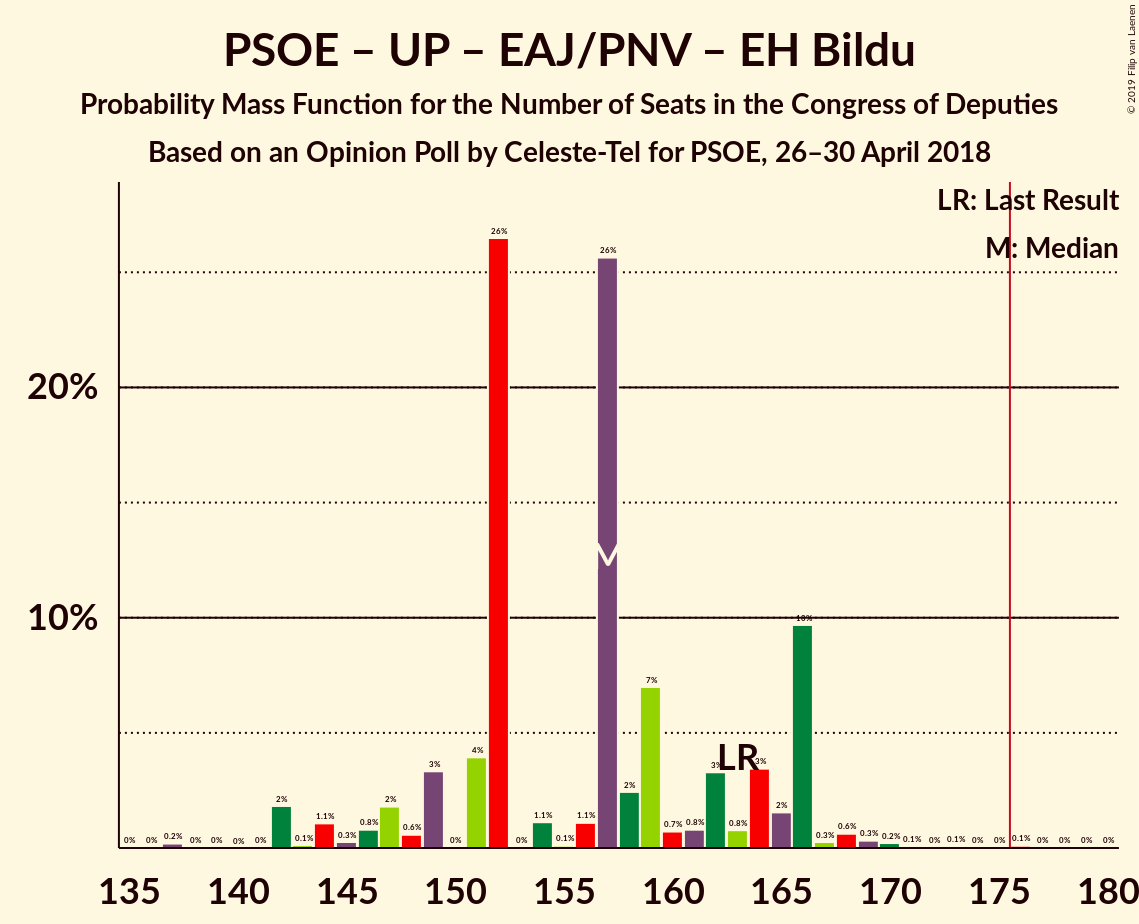 PSOE – UP – EAJ/PNV – EH Bildu
Probability Mass Function for the Number of Seats in the Congress of Deputies
Based on an Opinion Poll by Celeste-Tel for PSOE, 26–30 April 2018
© 2019 Filip van Laenen
LR: Last Result
M: Median
20%
10%
0% 0% 0.2% 0% 0% 0% 0% 2% 0.1% 1.1% 0.3% 0.8% 2% 0.6% 3% 0% 4% 26% 0% 1.1% 0.1% 1.1% 26% 2% 7% 0.7% 0.8% 3% 0.8% 3% 2% 10% 0.3% 0.6% 0.3% 0.2% 0.1% 0% 0.1% 0% 0% 0.1% 0% 0% 0% 0%
M
LR
135 140 145 150 155 160 165 170 175 180